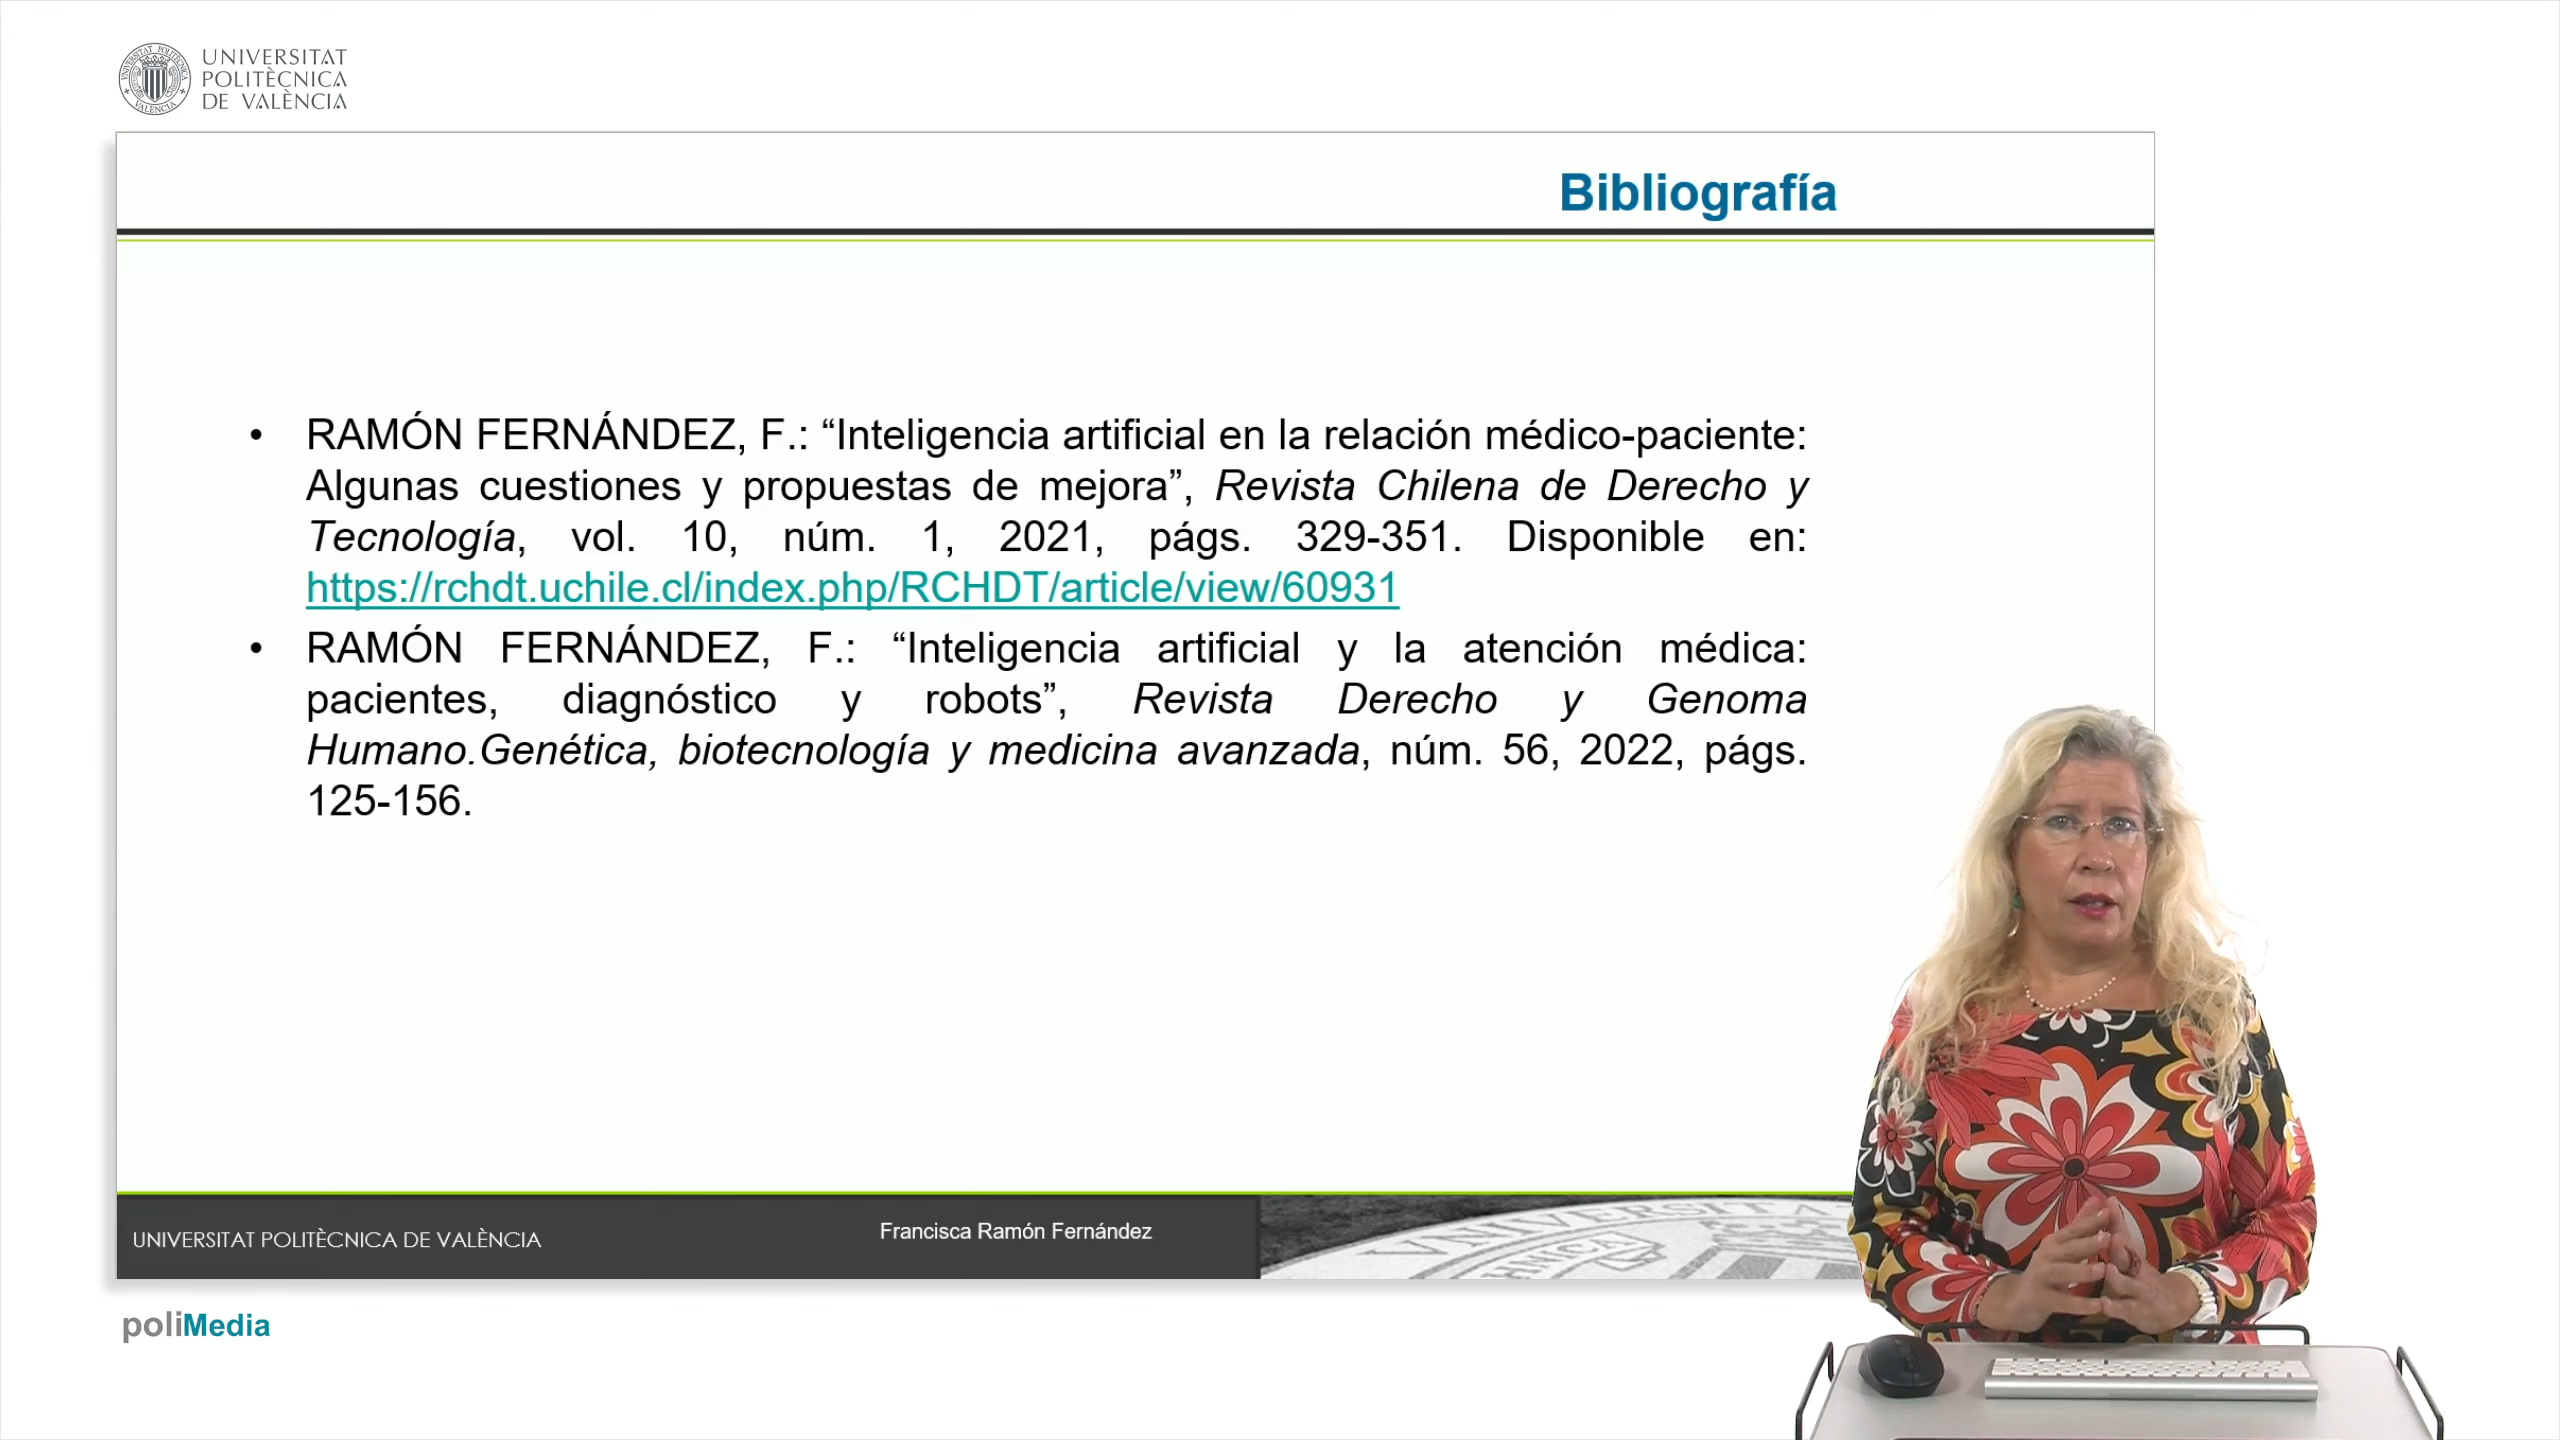 UNIVERSITAT
POLITÈCNICA
DE VALÈNCIA
Bibliografía
• RAMÓN FERNÁNDEZ, F.: “Inteligencia artificial en la relación médico-paciente:
Algunas cuestiones y propuestas de mejora”, Revista Chilena de Derecho y
Tecnología, vol. 10, núm. 1, 2021, págs. 329-351. Disponible en:
https://rchdt.uchile.cl/index.php/RCHDT/article/view/60931
• RAMÓN FERNÁNDEZ, F.: “Inteligencia artificial y la atención médica:
pacientes, diagnóstico y robots”, Revista Derecho y Genoma
Humano.Genética, biotecnología y medicina avanzada, núm. 56, 2022, págs.
125-156.
UNIVERSITAT POLITÈCNICA DE VALÈNCIA
Francisca Ramón Fernández
poliMedia